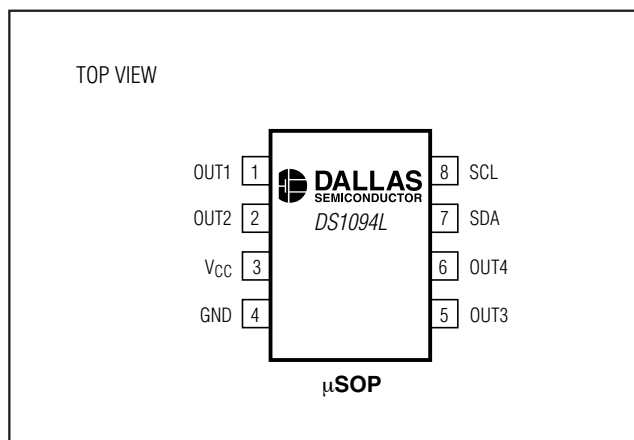 TOP VIEW
OUT1 1
OUT2 2
VCC 3
GND 4
DALLAS
SEMICONDUCTOR
DS1094L
8 SCL
7 SDA
6 OUT4
5 OUT3
μSOP